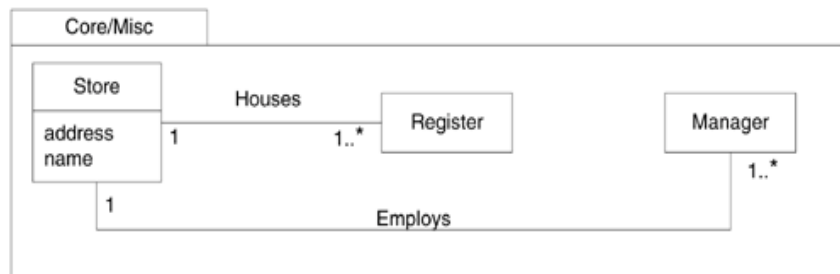 Core/Misc
Store
address
name
Houses
1
1..*
Register
Manager
1..*
1
Employs